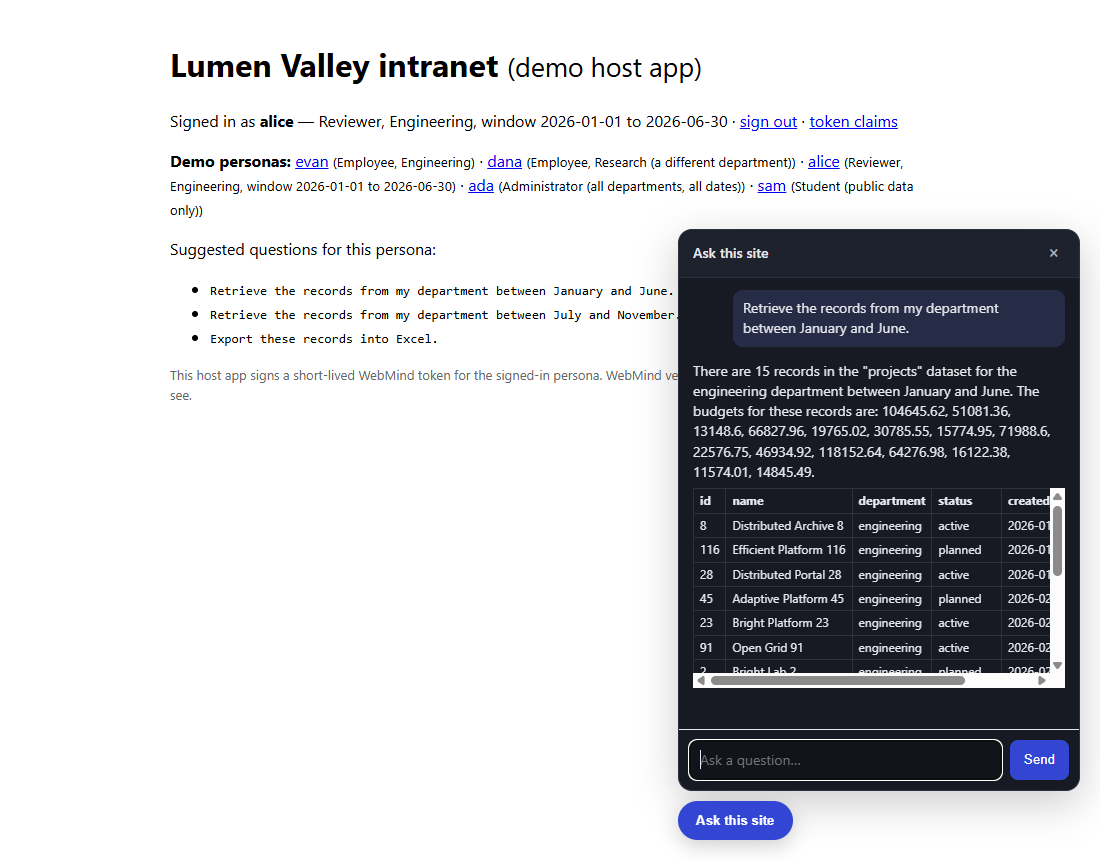 Lumen Valley intranet (demo host app)
Signed in as alice — Reviewer, Engineering, window 2026-01-01 to 2026-06-30 · sign out · token claims
Demo personas: evan (Employee, Engineering) · dana (Employee, Research (a different department)) · alice (Reviewer,
Engineering, window 2026-01-01 to 2026-06-30) · ada (Administrator (all departments, all dates)) · sam (Student (public data
only))
Suggested questions for this persona:
Retrieve the records from my department between January and June.
Retrieve the records from my department between July and November.
Export these records into Excel.
This host app signs a short-lived WebMind token for the signed-in persona. WebMind ve
see.
Ask this site ×
Retrieve the records from my department
between January and June.
There are 15 records in the "projects" dataset for the
engineering department between January and June. The
budgets for these records are: 104645.62, 51081.36,
13148.6, 66827.96, 19765.02, 30785.55, 15774.95, 71988.6,
22576.75, 46934.92, 118152.64, 64276.98, 16122.38,
11574.01, 14845.49.
id name department status created
8 Distributed Archive 8 engineering active 2026-01
116 Efficient Platform 116 engineering planned 2026-01
28 Distributed Portal 28 engineering active 2026-01
45 Adaptive Platform 45 engineering planned 2026-02
23 Bright Platform 23 engineering active 2026-02
91 Open Grid 91 engineering active 2026-02
2 Bright Lab 2 engineering planned 2026-02
Ask a question...
Send
Ask this site